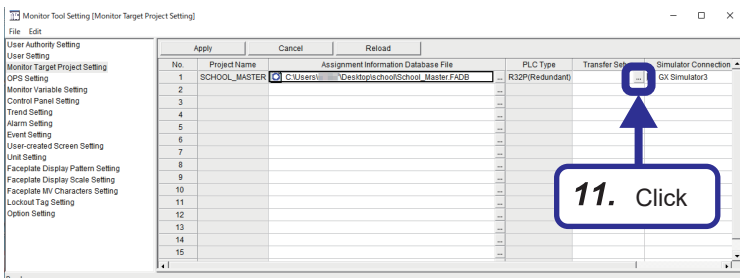 Monitor Tool Setting [Monitor Target Project Setting]
File Edit
User Authority Setting
User Setting
Monitor Target Project Setting
OPS Setting
Monitor Variable Setting
Control Panel Setting
Trend Setting
Alarm Setting
Event Setting
User-created Screen Setting
Unit Setting
Faceplate Display Pattern Setting
Faceplate Display Scale Setting
Faceplate MV Characters Setting
Lockout Tag Setting
Option Setting
Apply Cancel Reload
No. Project Name Assignment Information Database File PLC Type Transfer Setup Simulator Connection
1 SCHOOL_MASTER C:\Users\ \Desktop\school\School_Master.FADB ... R32P(Redundant) ... GX Simulator3
2 ...
3 ...
4 ...
5 ...
6 ...
7 ...
8 ...
9 ...
10 ...
11 ...
12 ...
13 ...
14 ...
15 ...
11. Click